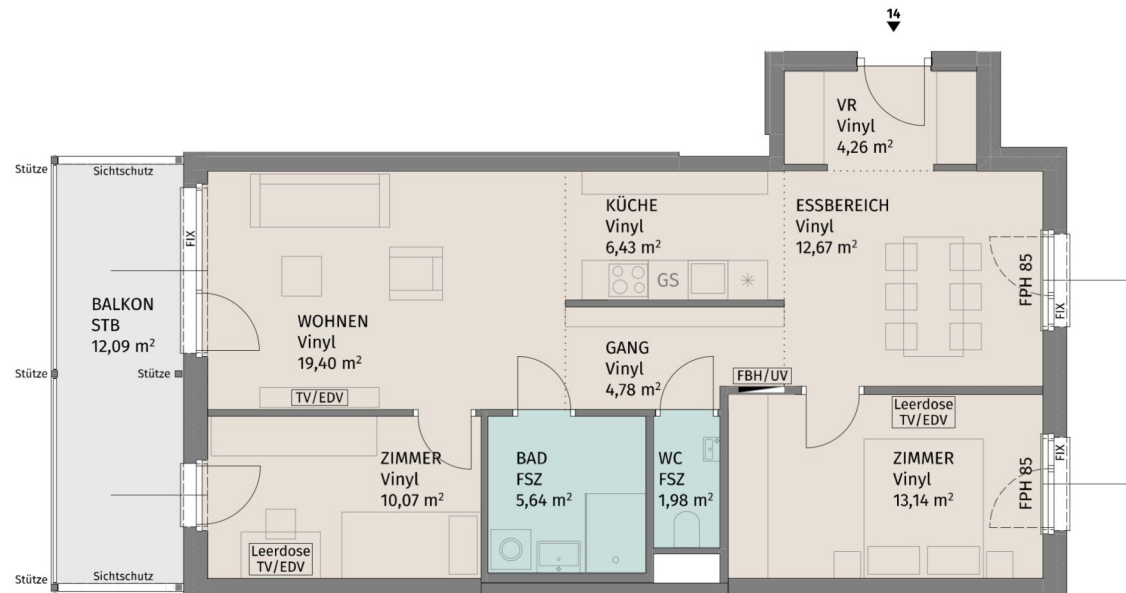 14
VR
Vinyl
4,26 m²
Stütze
Sichtschutz
FIX
KÜCHE
Vinyl
6,43 m²
GS
ESSBEREICH
Vinyl
12,67 m²
FPH 85
FIX
BALKON
STB
12,09 m²
WOHNEN
Vinyl
19,40 m²
GANG
Vinyl
4,78 m²
Stütze
Stütze
TV/EDV
FBH/UV
Leerdose
TV/EDV
ZIMMER
Vinyl
10,07 m²
BAD
FSZ
5,64 m²
WC
FSZ
1,98 m²
ZIMMER
Vinyl
13,14 m²
FPH 85
FIX
Leerdose
TV/EDV
Stütze
Sichtschutz